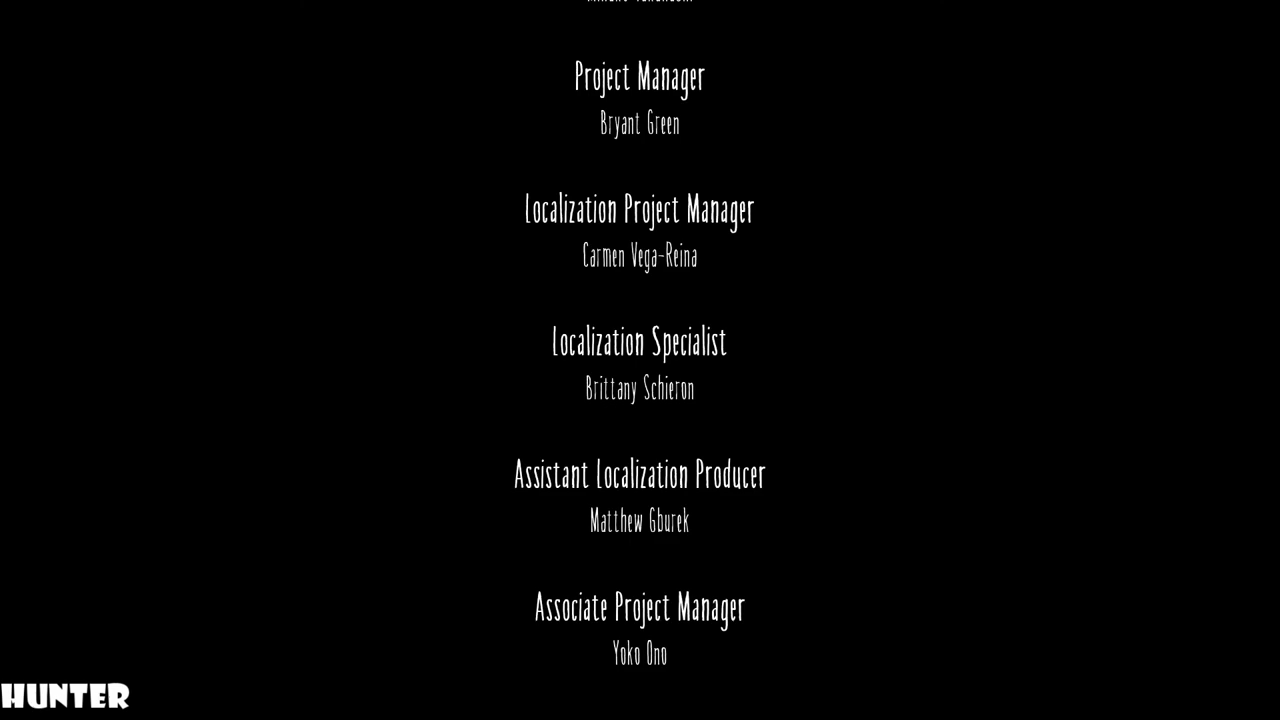 Project Manager
Bryant Green
Localization Project Manager
Carmen Vega-Reina
Localization Specialist
Brittany Schieron
Assistant Localization Producer
Matthew Gburek
Associate Project Manager
Yoko Ono
HUNTER